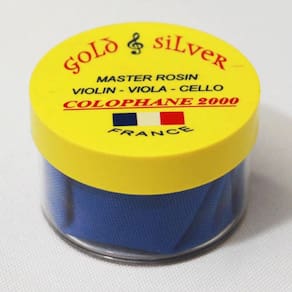 GOLD 𝄞 SILVER
MASTER ROSIN
VIOLIN - VIOLA - CELLO
COLOPHANE 2000
FRANCE